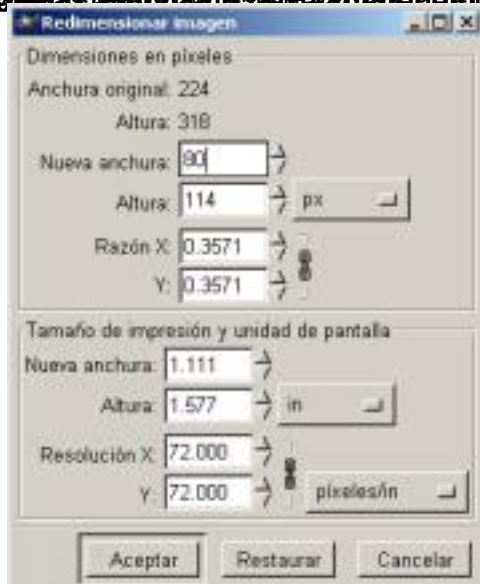 Redimensionar imagen
Dimensiones en píxeles
Anchura original: 224
Altura: 318
Nueva anchura: 80
Altura: 114 px
Razón X: 0.3571
Y: 0.3571
Tamaño de impresión y unidad de pantalla
Nueva anchura: 1.111
Altura: 1.577 in
Resolución X: 72.000
Y: 72.000 píxeles/in
Aceptar Restaurar Cancelar